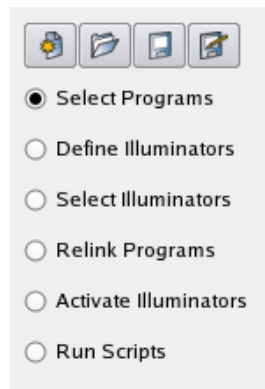 Select Programs
Define Illuminators
Select Illuminators
Relink Programs
Activate Illuminators
Run Scripts